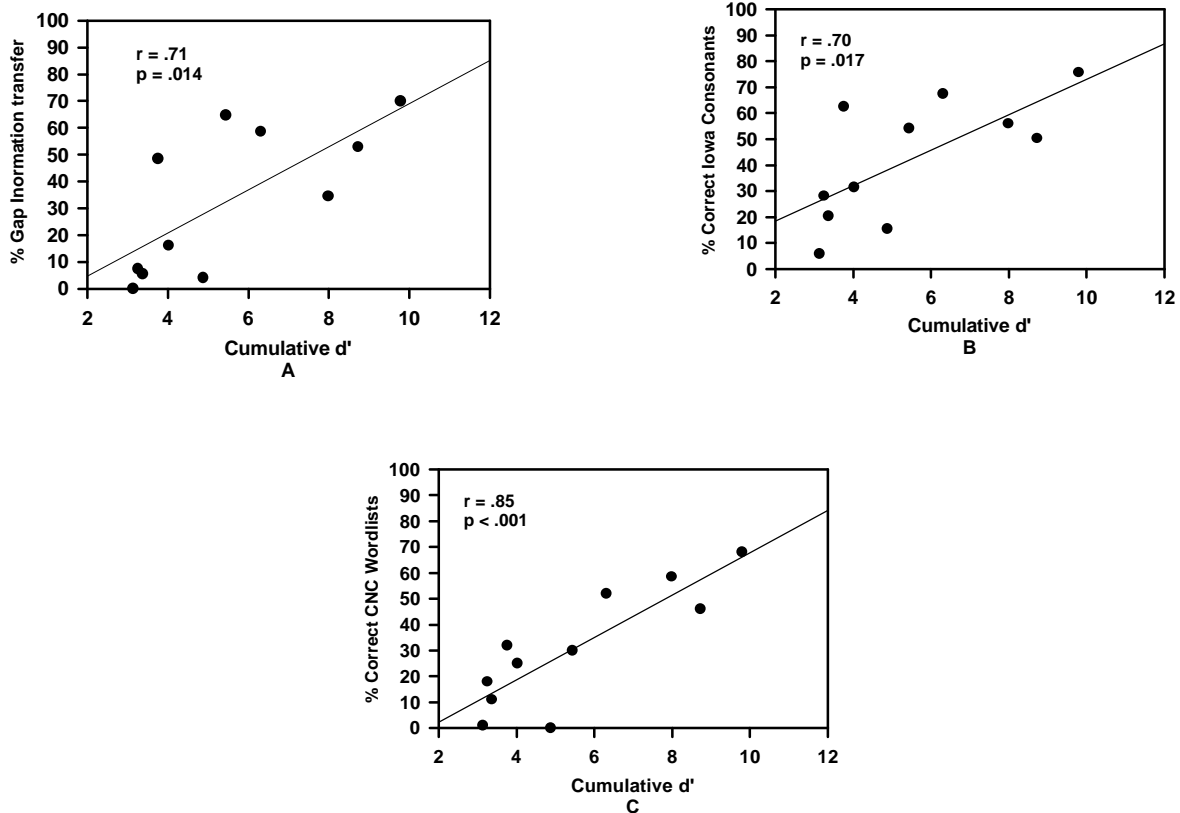 100
90
80
70
60
50
40
30
20
10
0
% Gap Inormation transfer
r = .71
p = .014
2 4 6 8 10 12
Cumulative d'
A
100
90
80
70
60
50
40
30
20
10
0
% Correct Iowa Consonants
r = .70
p = .017
2 4 6 8 10 12
Cumulative d'
B
100
90
80
70
60
50
40
30
20
10
0
% Correct CNC Wordlists
r = .85
p < .001
2 4 6 8 10 12
Cumulative d'
C